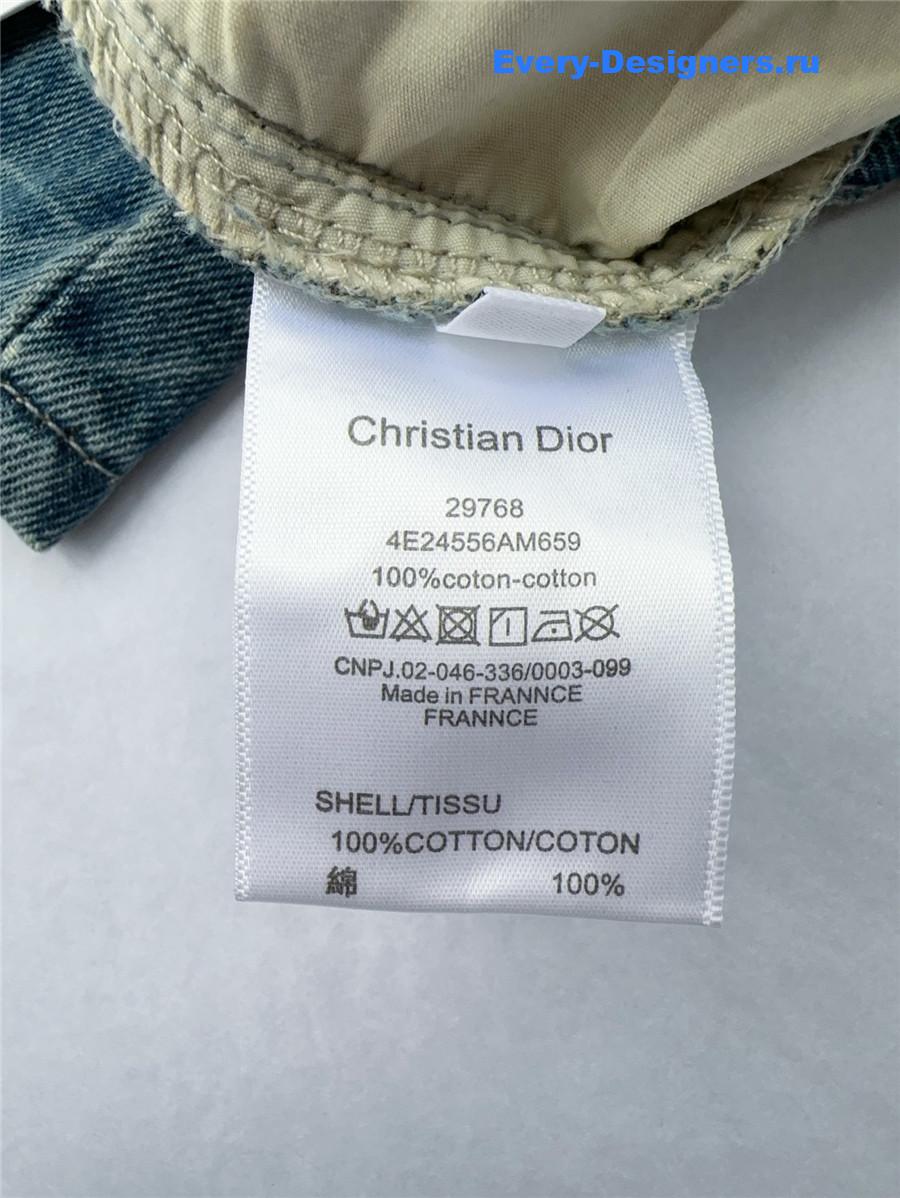 Every-Designers.ru
Christian Dior
29768
4E24556AM659
100%coton-cotton
CNPJ.02-046-336/0003-099
Made in FRANNCE
FRANNCE
SHELL/TISSU
100%COTTON/COTON
綿 100%